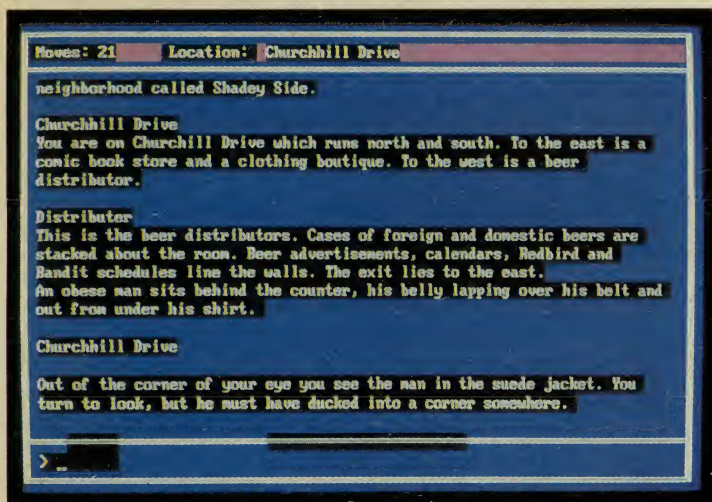 Moves: 21 Location: Churchhill Drive
neighborhood called Shadey Side.
Churchhill Drive
You are on Churchill Drive which runs north and south. To the east is a
comic book store and a clothing boutique. To the west is a beer
distributor.
Distributer
This is the beer distributors. Cases of foreign and domestic beers are
stacked about the room. Beer advertisements, calendars, Redbird and
Bandit schedules line the walls. The exit lies to the east.
An obese man sits behind the counter, his belly lapping over his belt and
out from under his shirt.
Churchhill Drive
Out of the corner of your eye you see the man in the suede jacket. You
turn to look, but he must have ducked into a corner somewhere.
> _